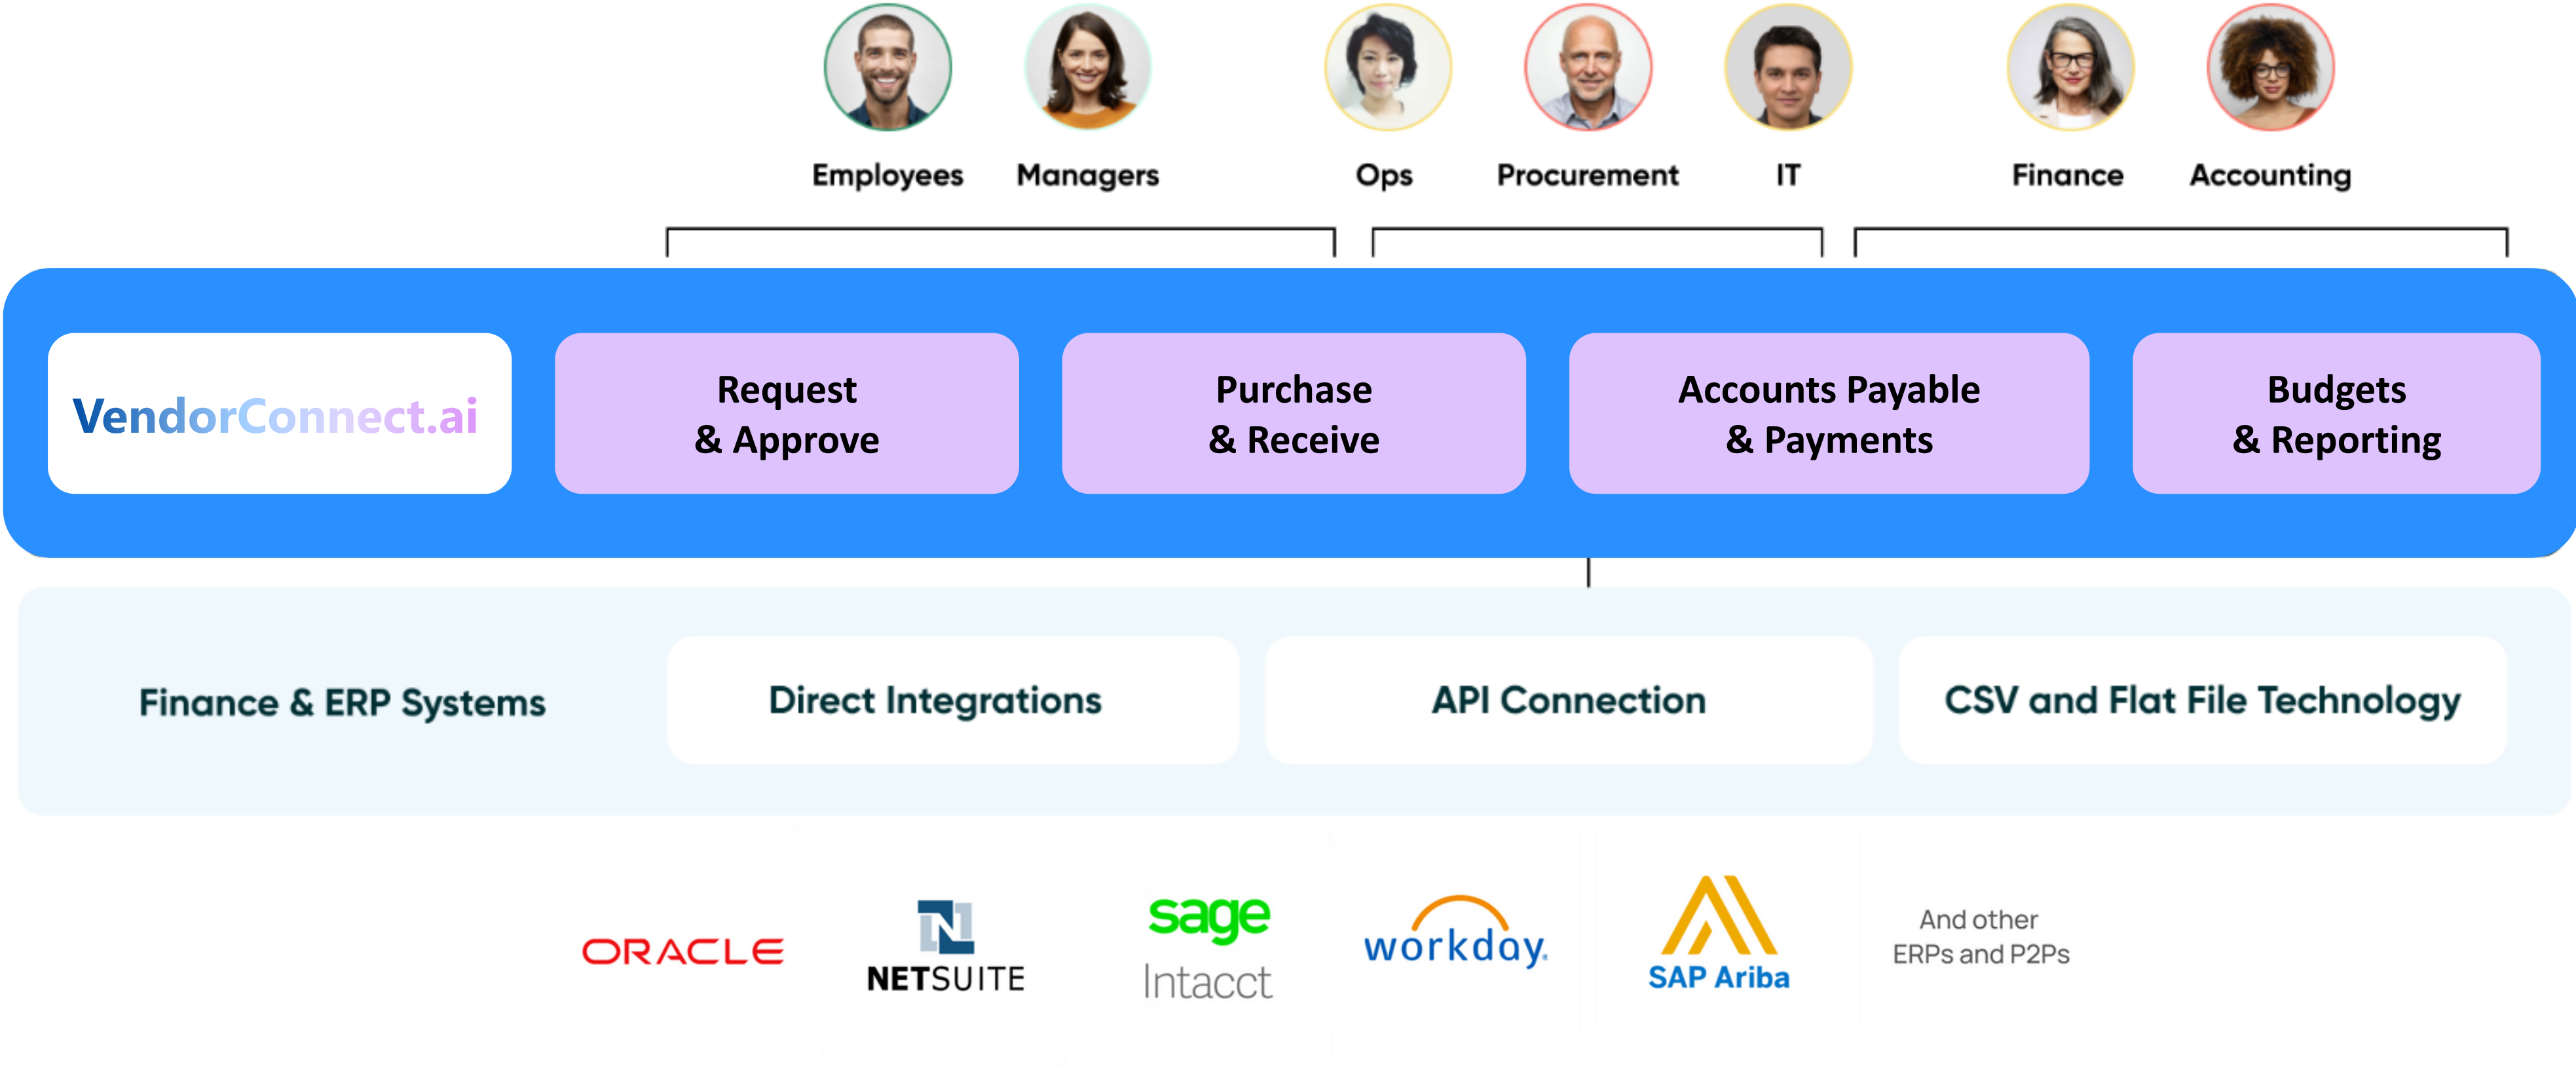 Employees
Managers
Ops
Procurement
IT
Finance
Accounting
VendorConnect.ai
Request
& Approve
Purchase
& Receive
Accounts Payable
& Payments
Budgets
& Reporting
Finance & ERP Systems
Direct Integrations
API Connection
CSV and Flat File Technology
ORACLE
NETSUITE
sage
Intacct
workday.
SAP Ariba
And other
ERPs and P2Ps